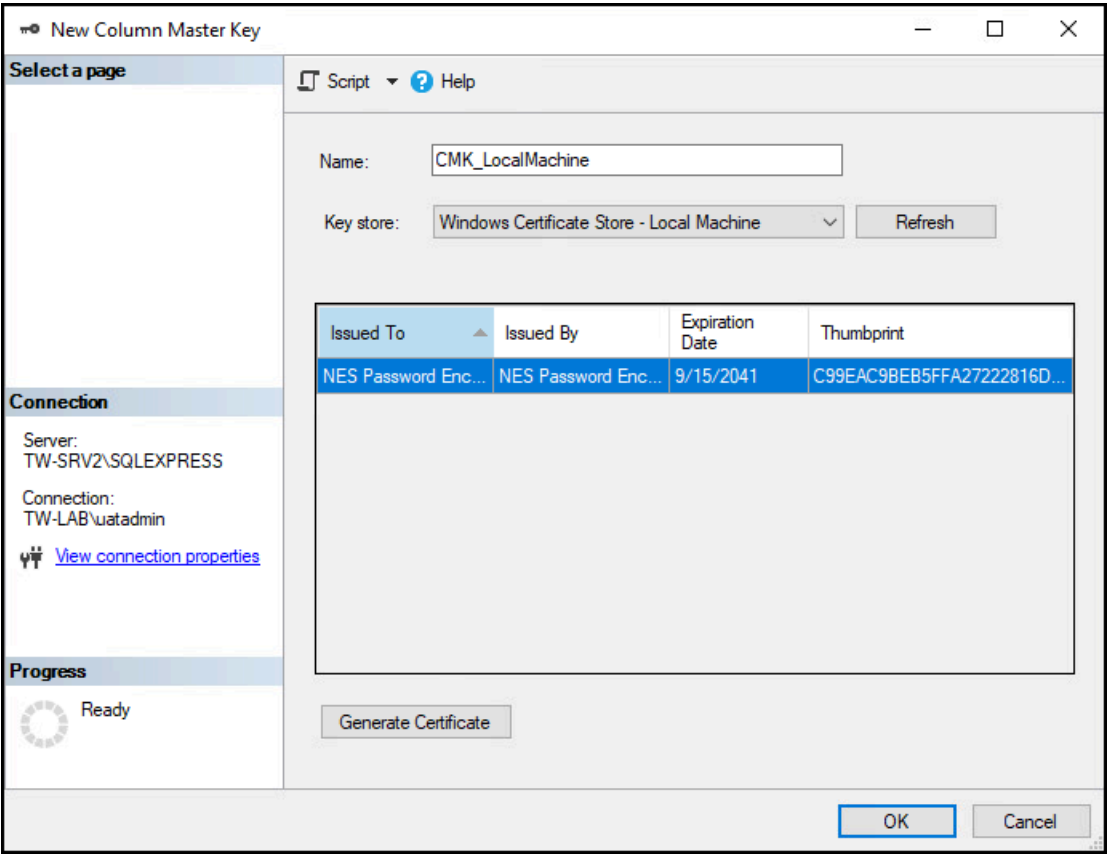 New Column Master Key
Select a page
Script Help
Name: CMK_LocalMachine
Key store: Windows Certificate Store - Local Machine Refresh
Issued To Issued By Expiration Date Thumbprint
NES Password Enc... NES Password Enc... 9/15/2041 C99EAC9BEB5FFA27222816D...
Connection
Server:
TW-SRV2\SQLEXPRESS
Connection:
TW-LAB\uatadmin
View connection properties
Progress
Ready
Generate Certificate
OK Cancel